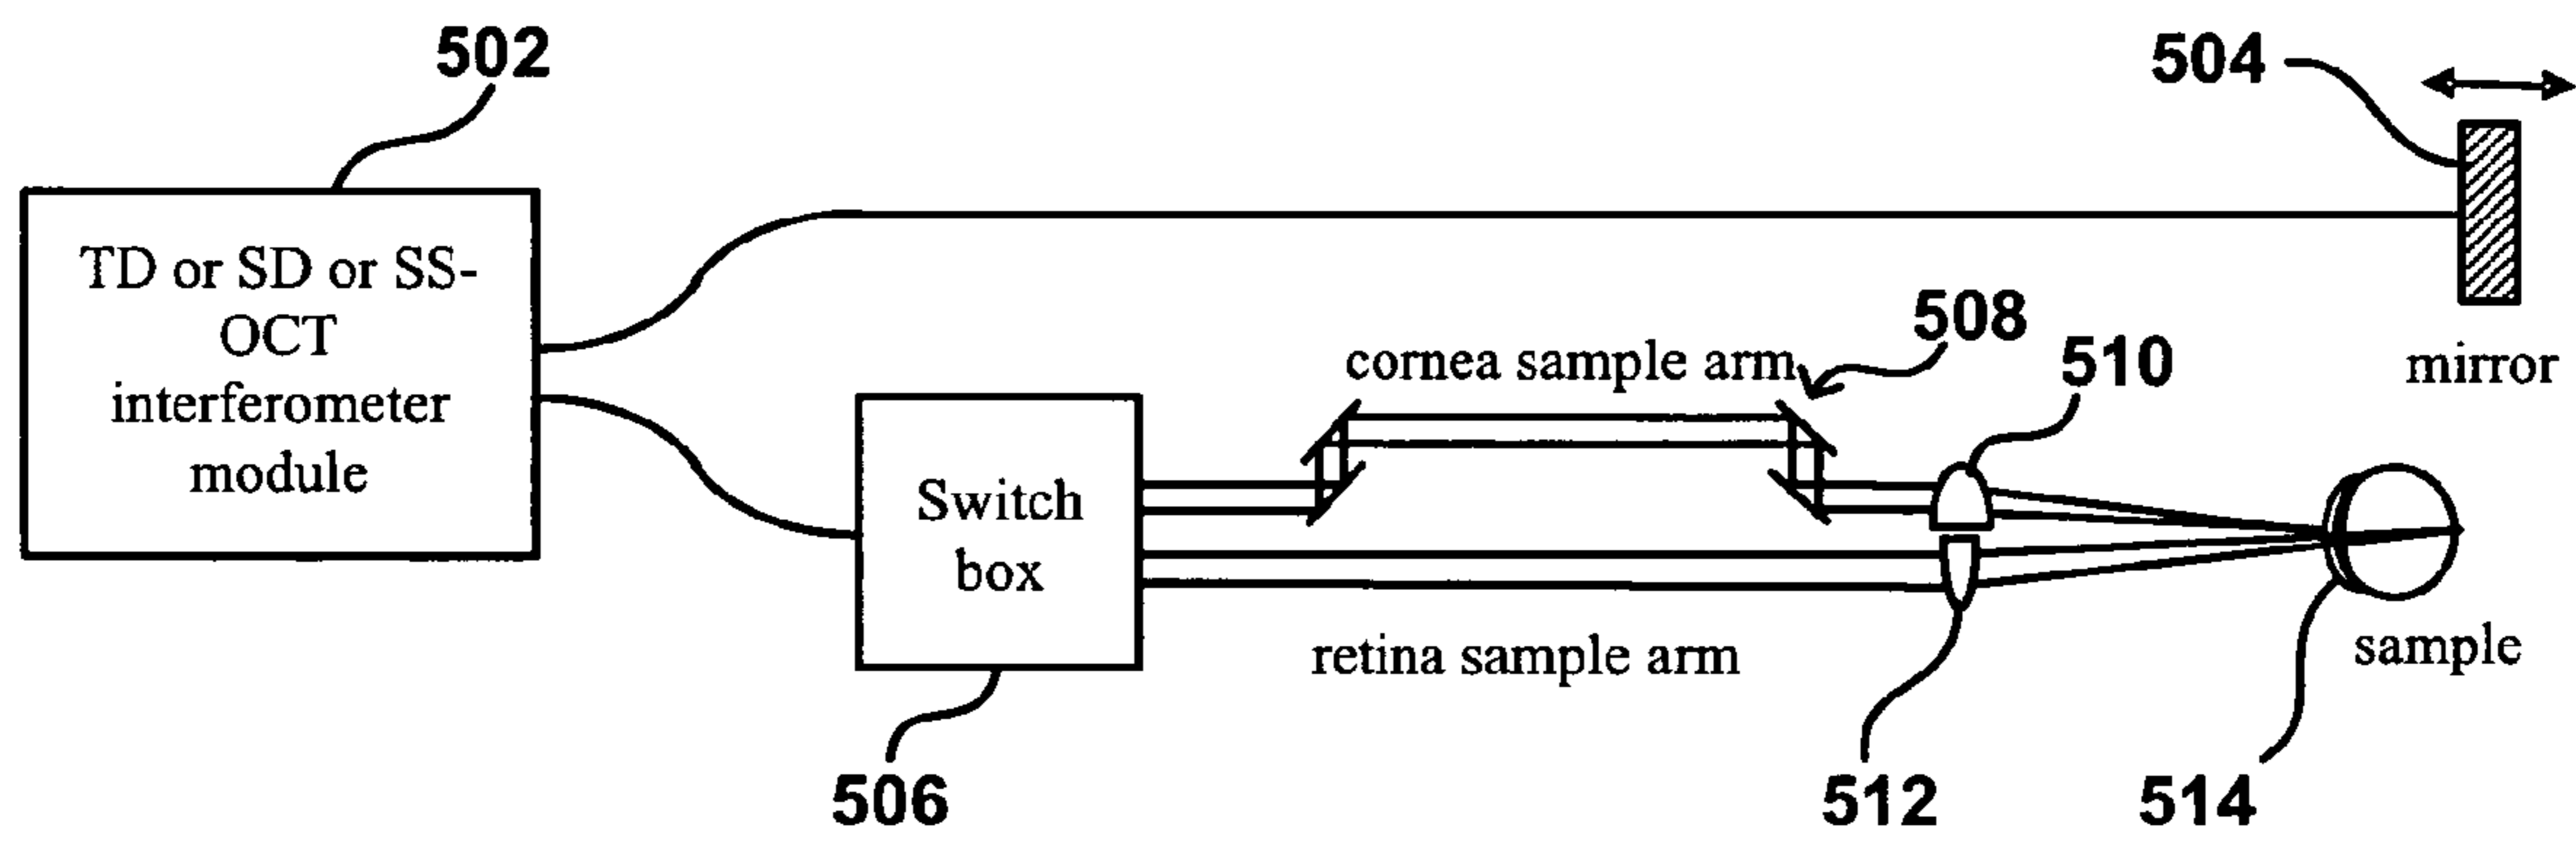 502
504
TD or SD or SS-
OCT
interferometer
module
508
cornea sample arm
510
mirror
Switch
box
retina sample arm
sample
506
512
514